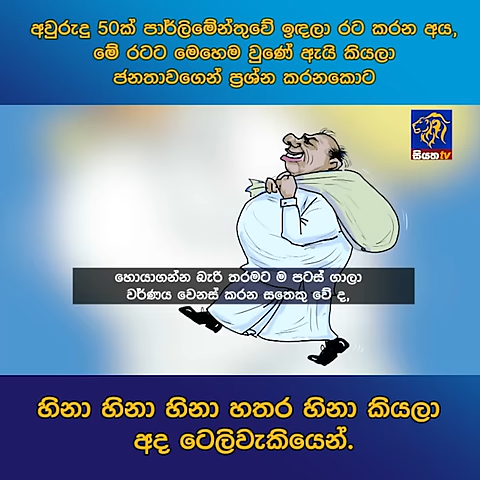 අවුරුදු 50ක් පාර්ලිමේන්තුවේ ඉඳලා රට කරන අය,
මේ රටට මෙහෙම වුණේ ඇයි කියලා
ජනතාවගෙන් ප්‍රශ්න කරනකොට
සියත tv
හොයාගන්න බැරි තරමට ම පටස් ගාලා
වර්ණය වෙනස් කරන සතෙකු වේ ද,
හිනා හිනා හිනා හතර හිනා කියලා
අද ටෙලිවැකියෙන්.